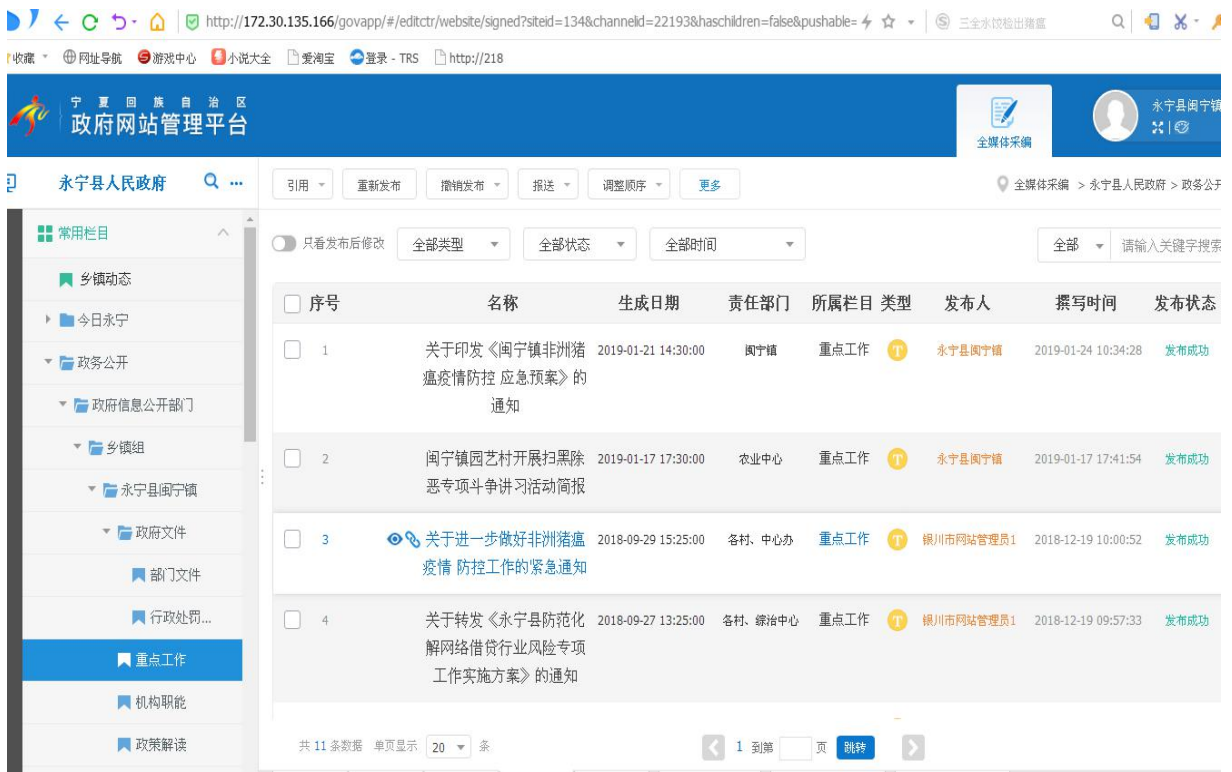 http://172.30.135.166/govapp/#/editctr/website/signed?siteid=134&channelid=22193&haschildren=false&pushable= 三全水饺检出猪瘟
收藏 网址导航 游戏中心 小说大全 爱淘宝 登录 - TRS http://218
宁夏回族自治区
政府网站管理平台
全媒体采编
永宁县闽宁镇
永宁县人民政府
引用 重新发布 撤销发布 报送 调整顺序 更多
全媒体采编 > 永宁县人民政府 > 政务公开
常用栏目
乡镇动态
今日永宁
政务公开
政府信息公开部门
乡镇组
永宁县闽宁镇
政府文件
部门文件
行政处罚...
重点工作
机构职能
政策解读
只看发布后修改 全部类型 全部状态 全部时间 全部 请输入关键字搜索
序号 名称 生成日期 责任部门 所属栏目 类型 发布人 撰写时间 发布状态
1 关于印发《闽宁镇非洲猪 2019-01-21 14:30:00 闽宁镇 重点工作 T 永宁县闽宁镇 2019-01-24 10:34:28 发布成功
瘟疫情防控 应急预案》的
通知
2 闽宁镇园艺村开展扫黑除 2019-01-17 17:30:00 农业中心 重点工作 T 永宁县闽宁镇 2019-01-17 17:41:54 发布成功
恶专项斗争讲习活动简报
3 关于进一步做好非洲猪瘟 2018-09-29 15:25:00 各村、中心办 重点工作 T 银川市网站管理员1 2018-12-19 10:00:52 发布成功
疫情 防控工作的紧急通知
4 关于转发《永宁县防范化 2018-09-27 13:25:00 各村、综治中心 重点工作 T 银川市网站管理员1 2018-12-19 09:57:33 发布成功
解网络借贷行业风险专项
工作实施方案》的通知
共 11 条数据 单页显示 20 条 1 到第 页 跳转